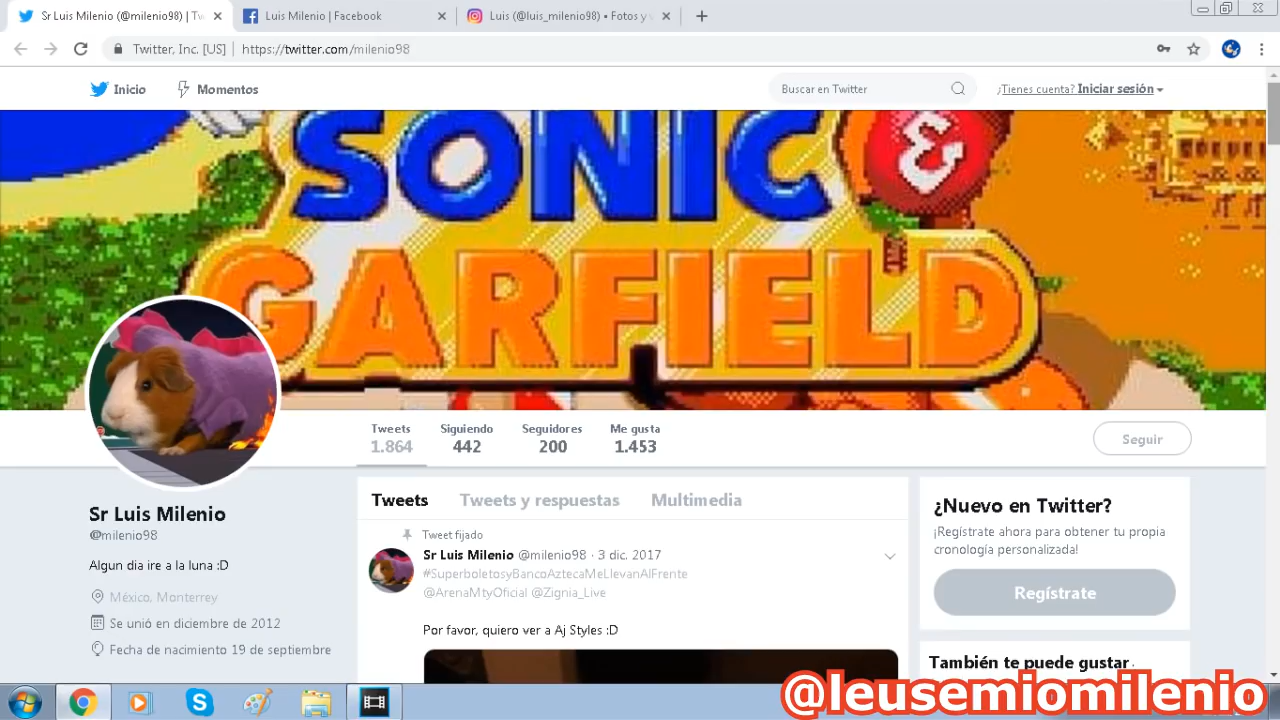 Sr Luis Milenio (@milenio98) | Tw
Luis Milenio | Facebook
Luis (@luis_milenio98) • Fotos y v
Twitter, Inc. [US] | https://twitter.com/milenio98
Inicio
Momentos
Buscar en Twitter
¿Tienes cuenta? Iniciar sesión
SONIC &
GARFIELD
Tweets
1.864
Siguiendo
442
Seguidores
200
Me gusta
1.453
Seguir
Sr Luis Milenio
@milenio98
Algun dia ire a la luna :D
México, Monterrey
Se unió en diciembre de 2012
Fecha de nacimiento 19 de septiembre
Tweets
Tweets y respuestas
Multimedia
Tweet fijado
Sr Luis Milenio @milenio98 · 3 dic. 2017
#SuperboletosyBancoAztecaMeLlevanAlFrente
@ArenaMtyOficial @Zignia_Live
Por favor, quiero ver a Aj Styles :D
¿Nuevo en Twitter?
¡Regístrate ahora para obtener tu propia
cronología personalizada!
Regístrate
También te puede gustar
@leusemiomilenio